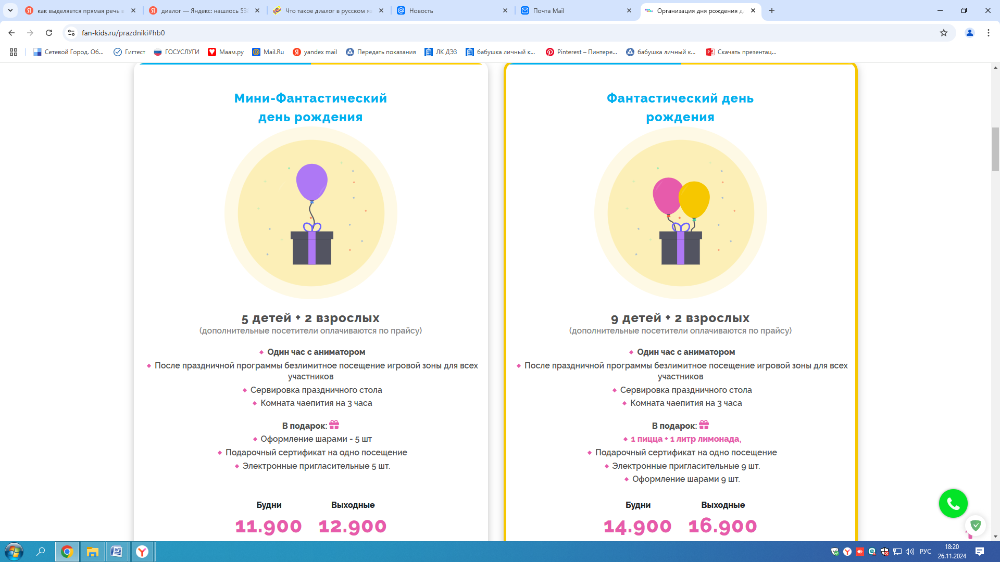 как выделяется прямая речь в
диалог — Яндекс: нашлось 538
Что такое диалог в русском яз
Новость
Почта Mail
Организация дня рождения д
fan-kids.ru/prazdniki#hb0
Сетевой Город. Об...
Гигтест
ГОСУСЛУГИ
Маам.ру
Mail.Ru
yandex mail
Передать показания
ЛК ДЭЗ
бабушка личный к...
Pinterest – Пинтере...
бабушка личный к...
Скачать презентац...
Мини-Фантастический
день рождения
5 детей + 2 взрослых
(дополнительные посетители оплачиваются по прайсу)
Один час с аниматором
После праздничной программы безлимитное посещение игровой зоны для всех
участников
Сервировка праздничного стола
Комната чаепития на 3 часа
В подарок:
Оформление шарами - 5 шт
Подарочный сертификат на одно посещение
Электронные пригласительные 5 шт.
Будни Выходные
11.900 12.900
Фантастический день
рождения
9 детей + 2 взрослых
(дополнительные посетители оплачиваются по прайсу)
Один час с аниматором
После праздничной программы безлимитное посещение игровой зоны для всех
участников
Сервировка праздничного стола
Комната чаепития на 3 часа
В подарок:
1 пицца + 1 литр лимонада,
Подарочный сертификат на одно посещение
Электронные пригласительные 9 шт.
Оформление шарами 9 шт.
Будни Выходные
14.900 16.900
РУС
18:20
26.11.2024